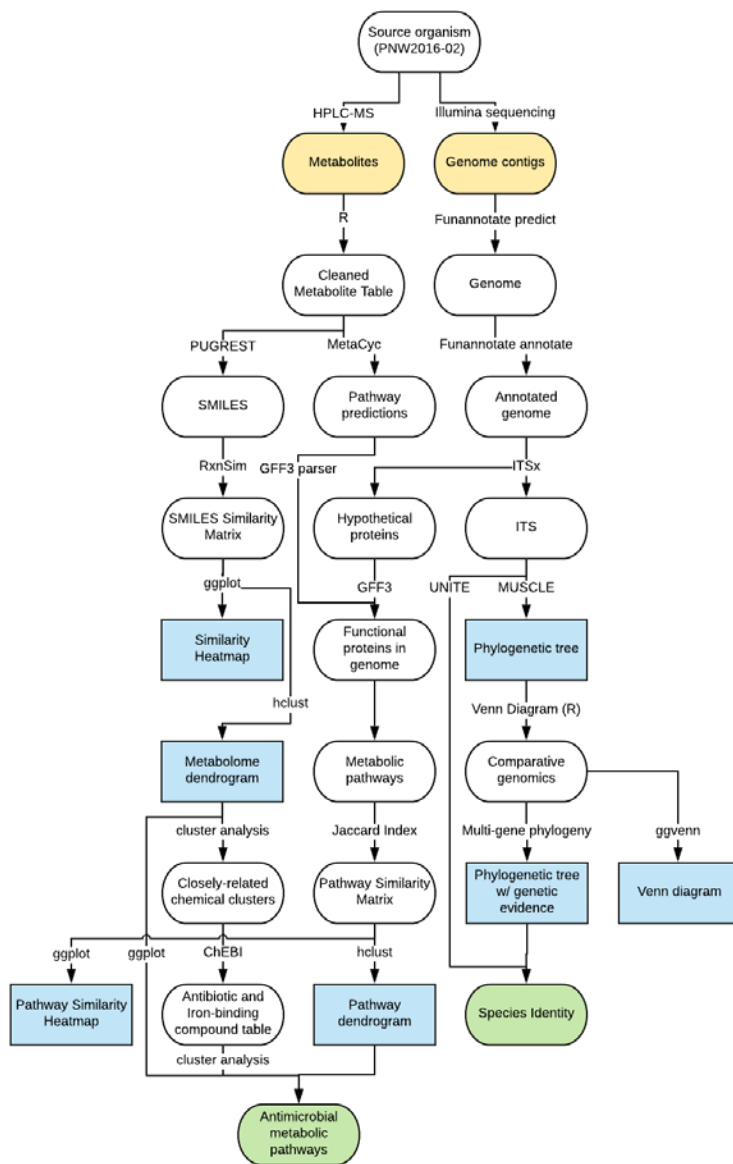 Source organism
(PNW2016-02)
HPLC-MS
Illumina sequencing
Metabolites
Genome contigs
R
Funannotate predict
Cleaned
Metabolite Table
Genome
PUGREST
MetaCyc
Funannotate annotate
SMILES
Pathway
predictions
Annotated
genome
RxnSim
GFF3 parser
ITSx
SMILES Similarity
Matrix
Hypothetical
proteins
ITS
ggplot
GFF3
UNITE
MUSCLE
Similarity
Heatmap
Functional
proteins in
genome
Phylogenetic tree
hclust
Venn Diagram (R)
Metabolome
dendrogram
Metabolic
pathways
Comparative
genomics
cluster analysis
Jaccard Index
Multi-gene phylogeny
ggvenn
Closely-related
chemical clusters
Pathway Similarity
Matrix
Phylogenetic tree
w/ genetic
evidence
Venn diagram
ggplot
ggplot
ChEBI
hclust
Pathway Similarity
Heatmap
Antibiotic and
Iron-binding
compound table
Pathway
dendrogram
Species Identity
cluster analysis
Antimicrobial
metabolic
pathways